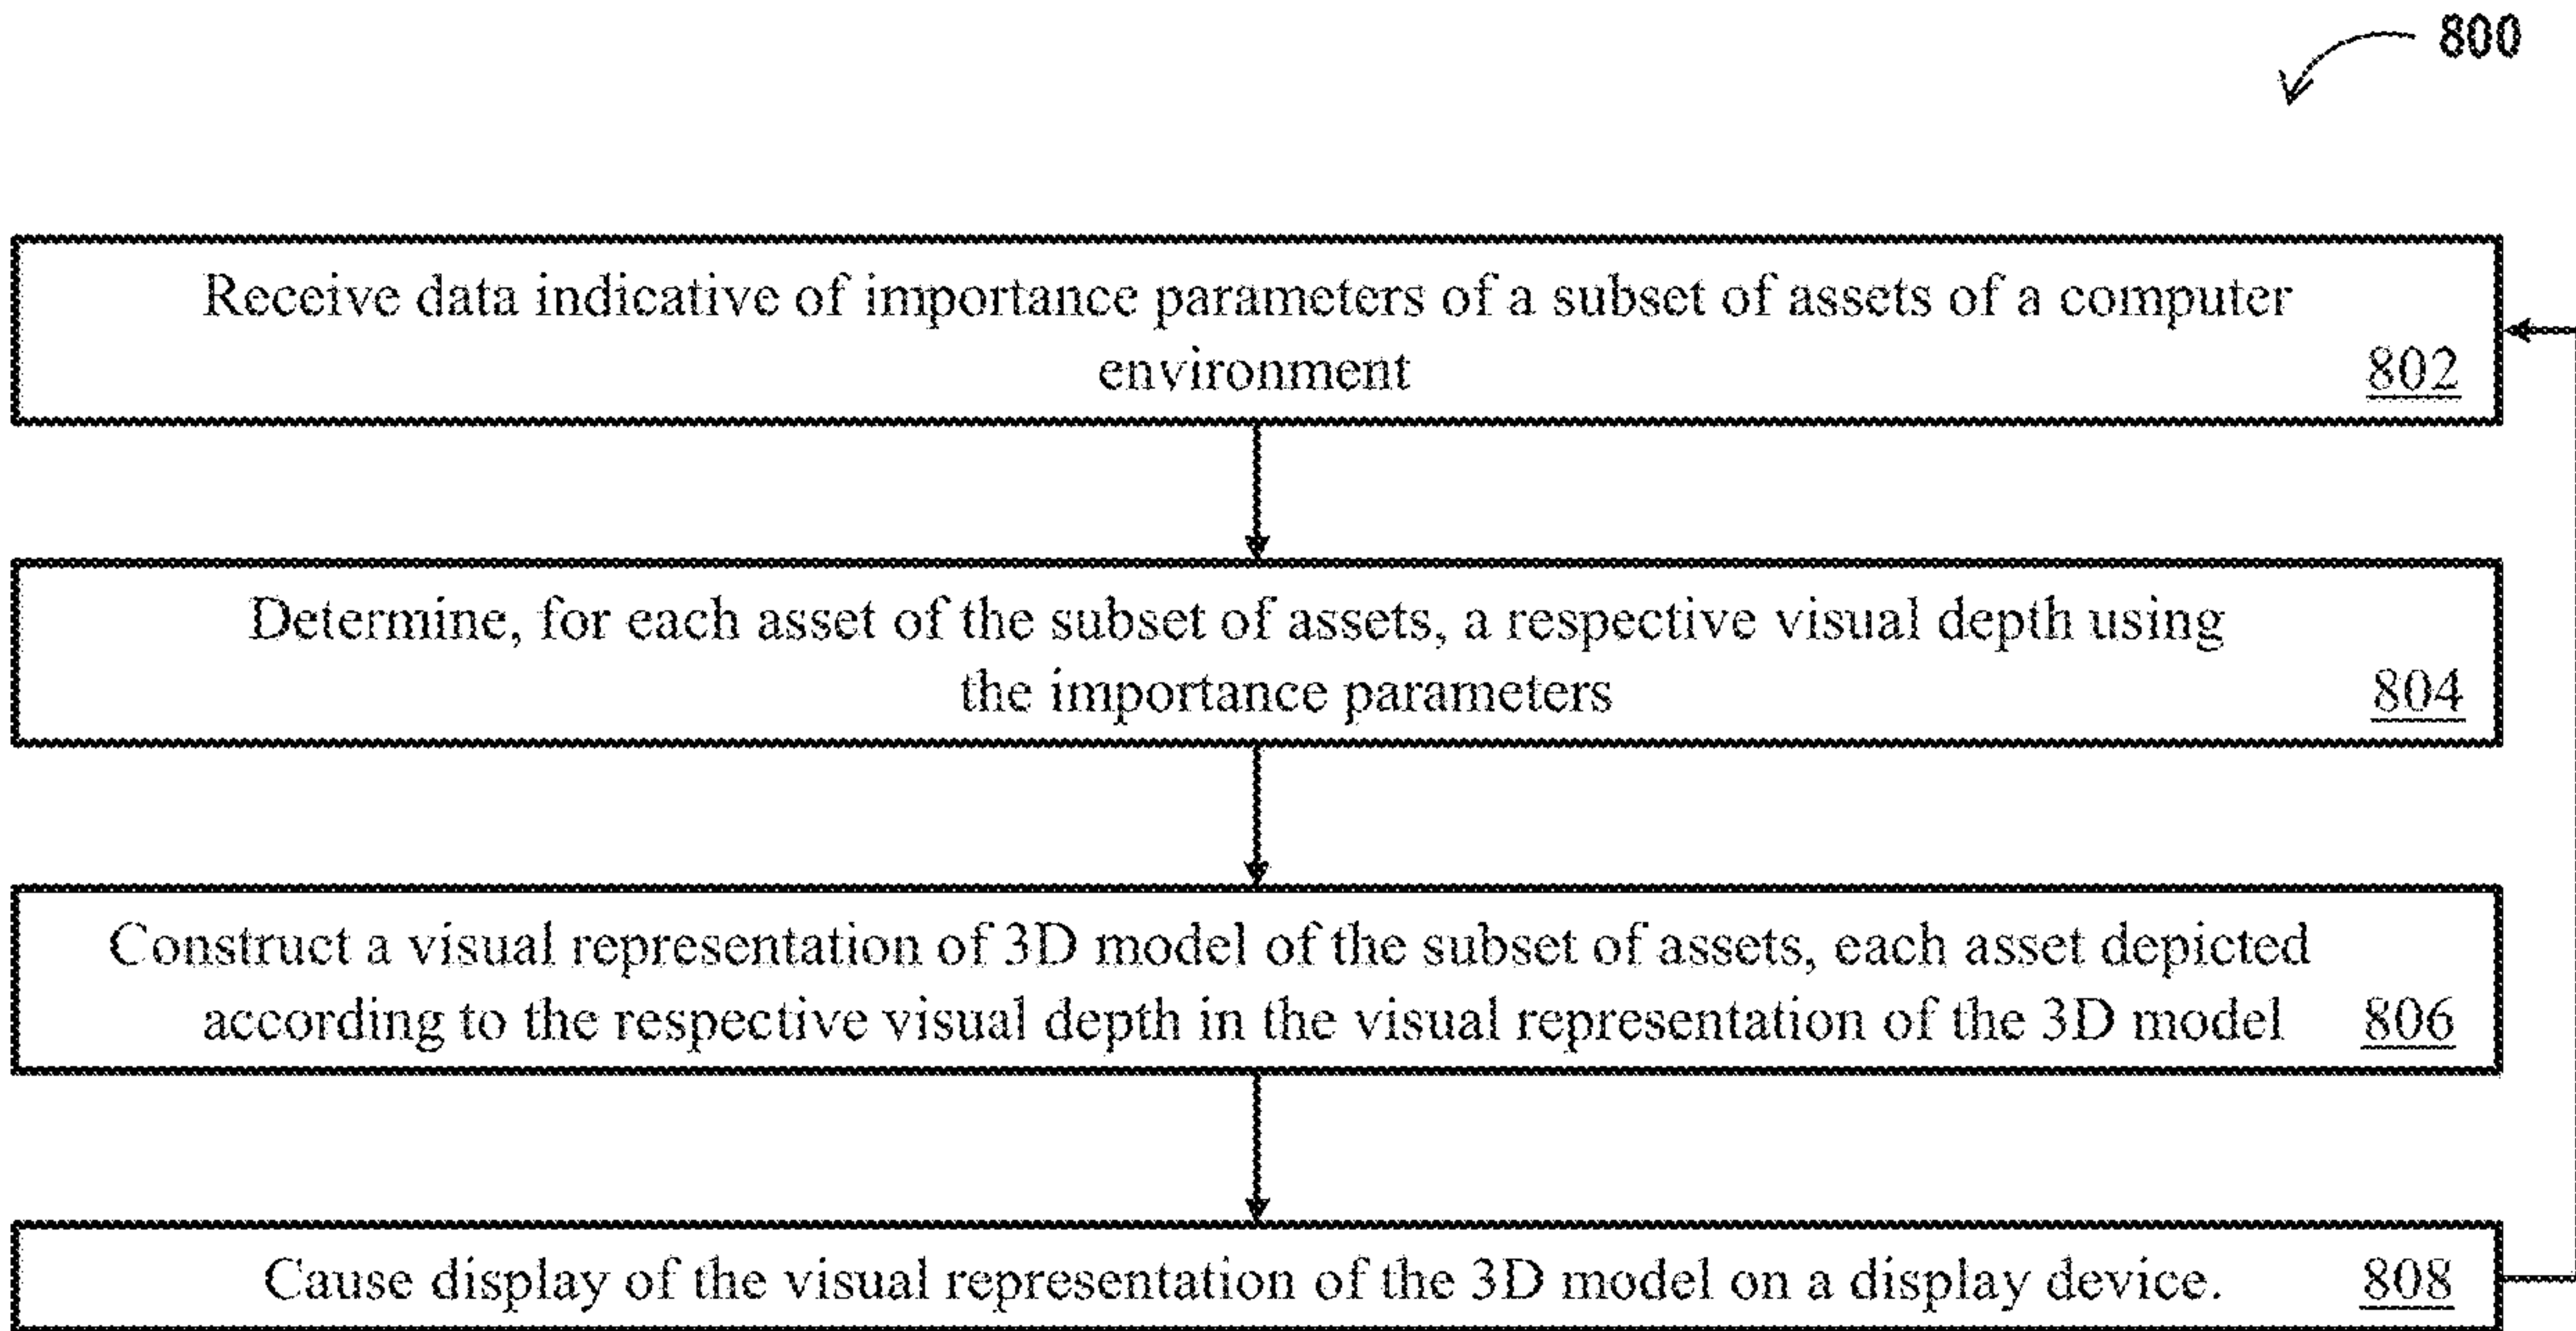 800
Receive data indicative of importance parameters of a subset of assets of a computer
environment 802
Determine, for each asset of the subset of assets, a respective visual depth using
the importance parameters 804
Construct a visual representation of 3D model of the subset of assets, each asset depicted
according to the respective visual depth in the visual representation of the 3D model 806
Cause display of the visual representation of the 3D model on a display device. 808